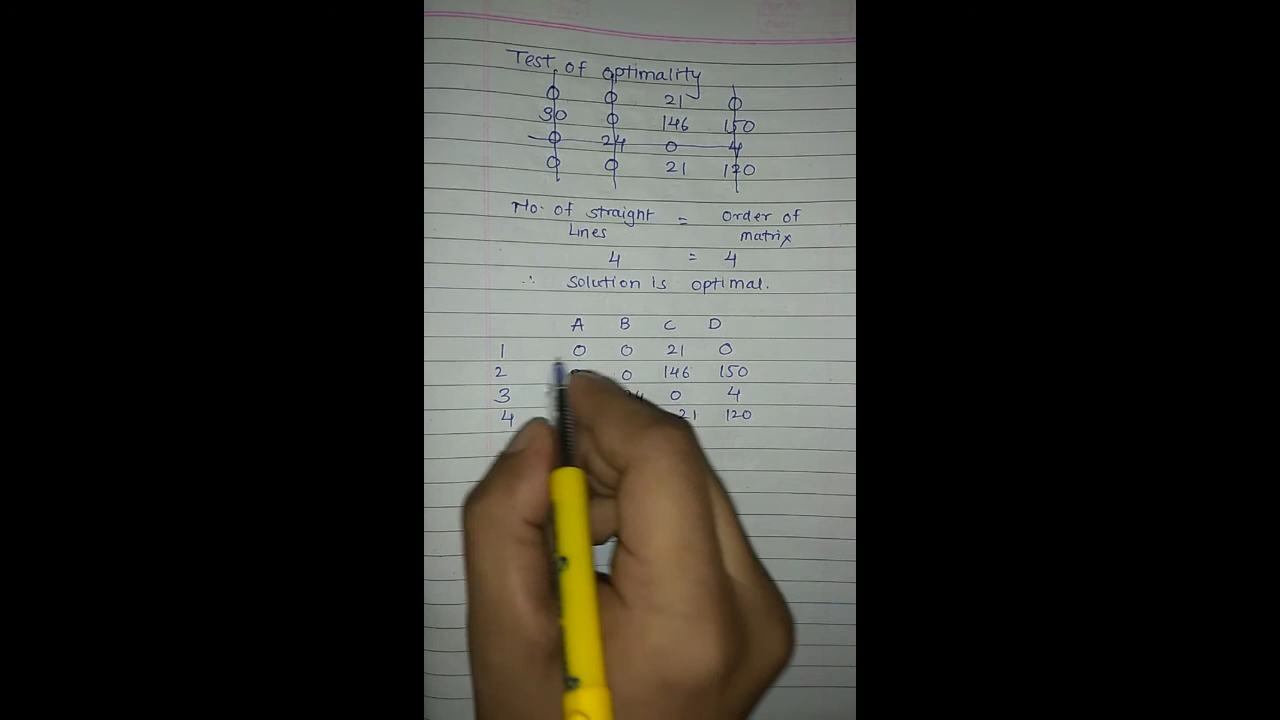 Test of optimality
0 0 21 0
30 0 146 150
0 24 0 4
0 0 21 120
No. of straight = order of
Lines matrix
4 = 4
∴ solution is optimal.
A B C D
1 0 0 21 0
2 0 146 150
3 0 4
4 21 120